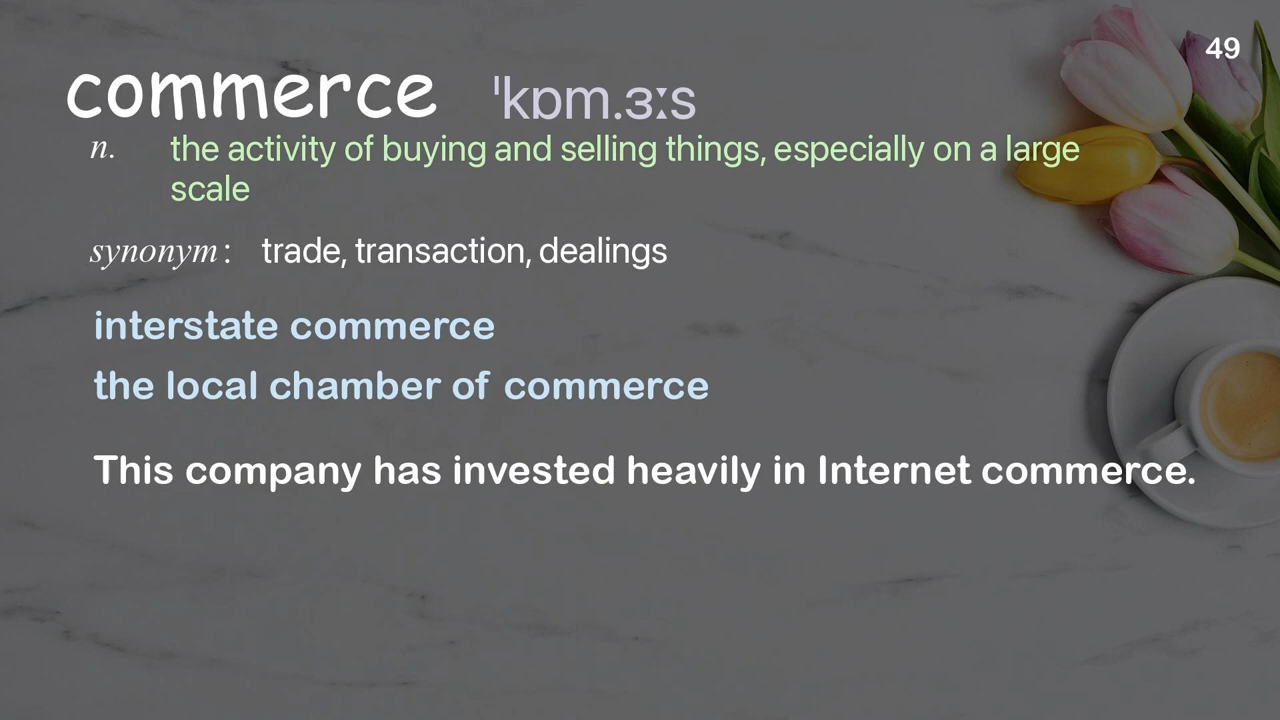 49
commerce ˈkɒm.ɜːs
n. the activity of buying and selling things, especially on a large
scale
synonym: trade, transaction, dealings
interstate commerce
the local chamber of commerce
This company has invested heavily in Internet commerce.